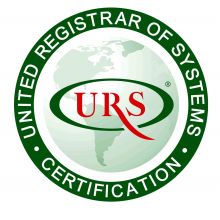 UNITED REGISTRAR OF SYSTEMS
URS®
• CERTIFICATION •